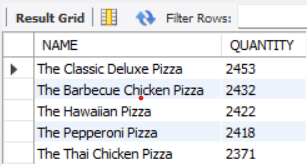 Result Grid Filter Rows:
NAME QUANTITY
The Classic Deluxe Pizza 2453
The Barbecue Chicken Pizza 2432
The Hawaiian Pizza 2422
The Pepperoni Pizza 2418
The Thai Chicken Pizza 2371